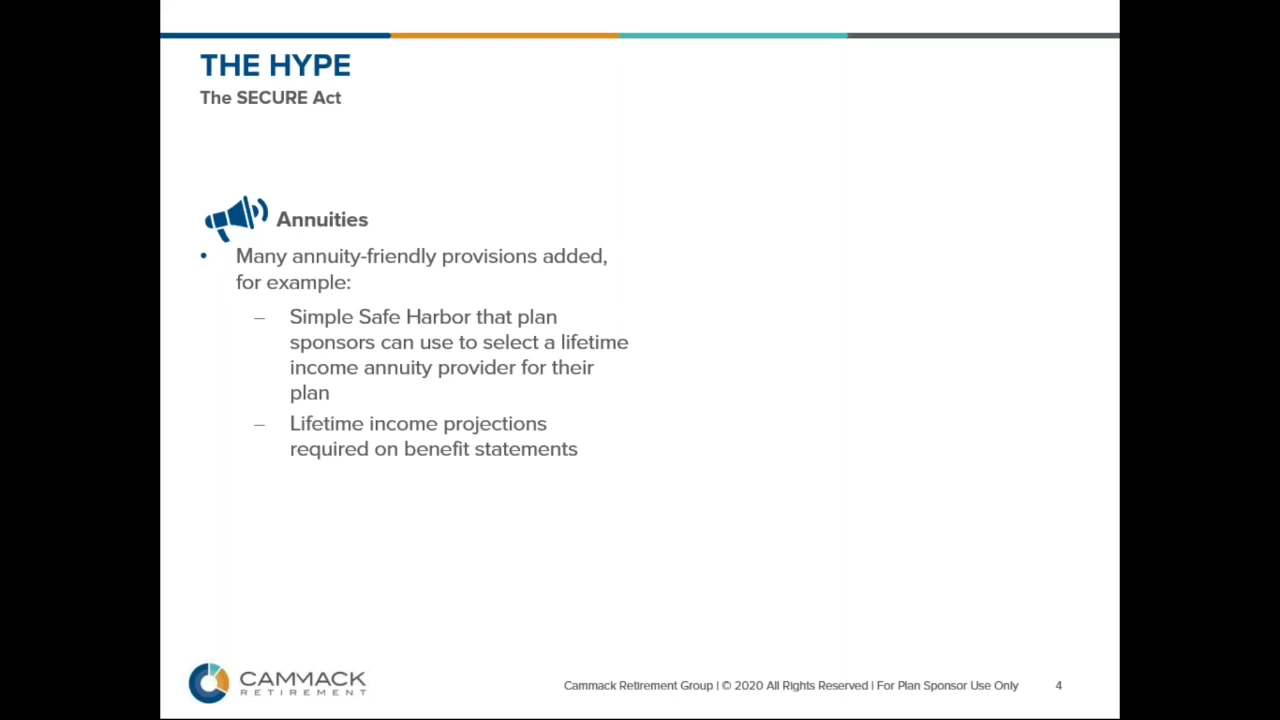 THE HYPE
The SECURE Act
Annuities
• Many annuity-friendly provisions added,
for example:
– Simple Safe Harbor that plan
sponsors can use to select a lifetime
income annuity provider for their
plan
– Lifetime income projections
required on benefit statements
CAMMACK
RETIREMENT
Cammack Retirement Group | © 2020 All Rights Reserved | For Plan Sponsor Use Only 4